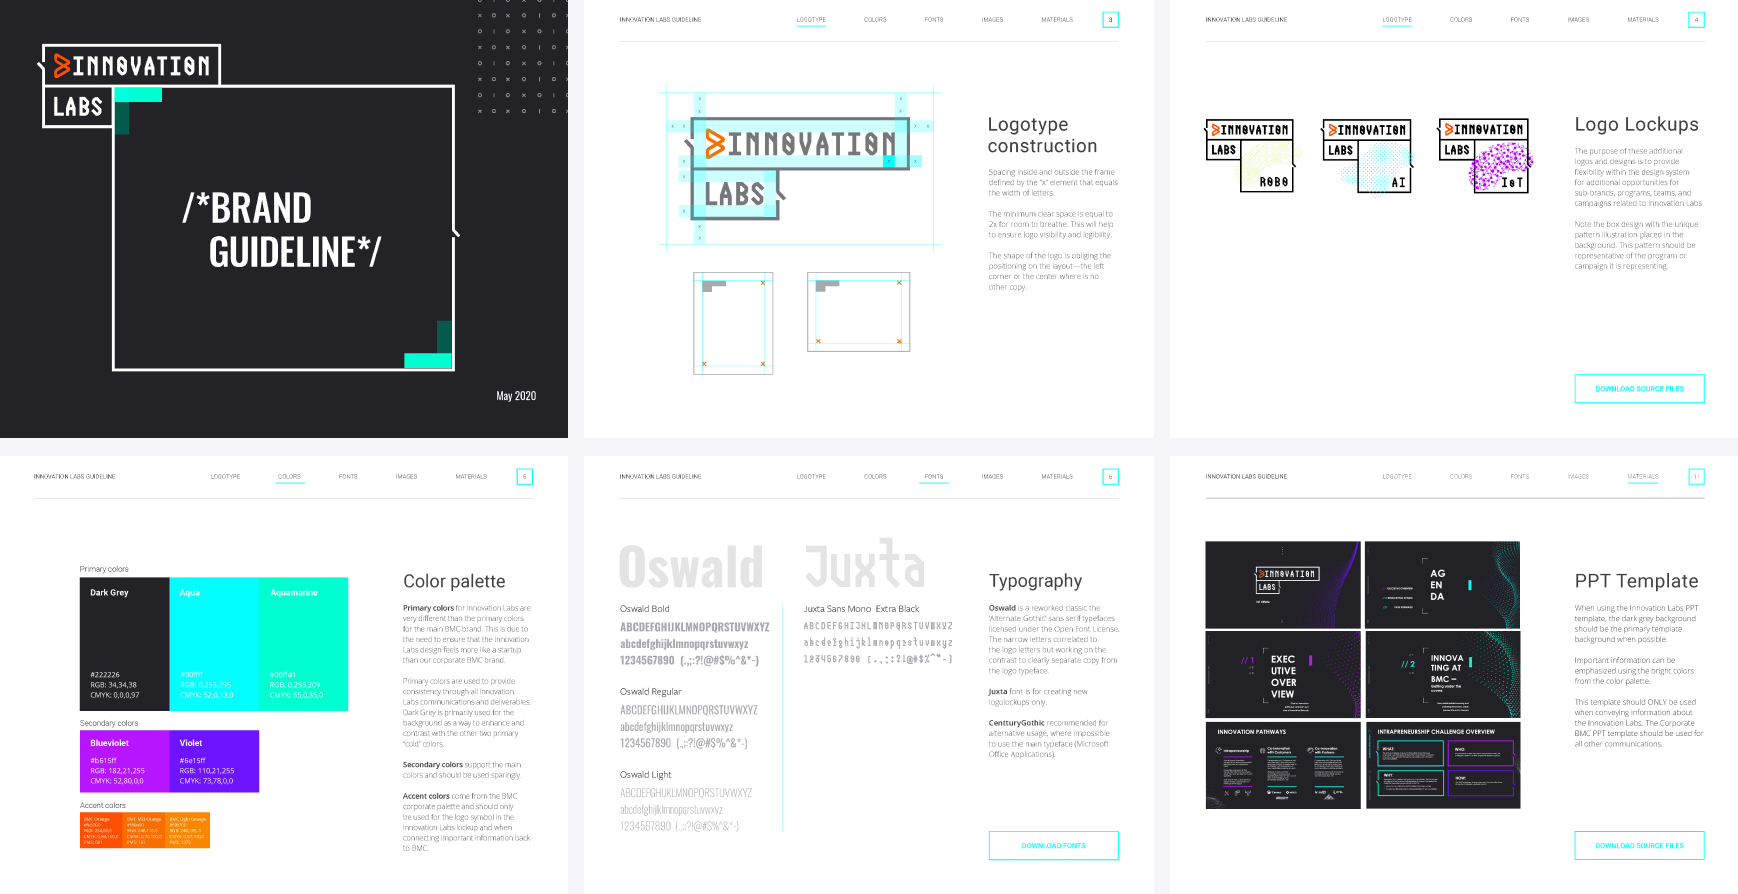 INNOVATION
LABS
/*BRAND
GUIDELINE*/
May 2020
INNOVATION LABS GUIDELINE
LOGOTYPE
COLORS
FONTS
IMAGES
MATERIALS
3
INNOVATION
LABS
Logotype
construction
Spacing inside and outside the frame
defined by the "x" element that equals
the width of letters.
The minimum clear space is equal to
2x for room to breathe. This will help
to ensure logo visibility and legibility.
The shape of the logo is obliging the
positioning on the layout—the left
corner or the center where is no
other copy.
INNOVATION LABS GUIDELINE
LOGOTYPE
COLORS
FONTS
IMAGES
MATERIALS
4
INNOVATION
LABS
ROBO
INNOVATION
LABS
AI
INNOVATION
LABS
IoT
Logo Lockups
The purpose of these additional
logos and designs is to provide
flexibility within the design system
for additional opportunities for
sub-brands, programs, teams, and
campaigns related to Innovation Labs
Note the box design with the unique
pattern illustration placed in the
background. This pattern should be
representative of the program or
campaign it is representing.
DOWNLOAD SOURCE FILES
INNOVATION LABS GUIDELINE
LOGOTYPE
COLORS
FONTS
IMAGES
MATERIALS
5
Primary colors
Dark Grey
#222226
RGB: 34,34,38
CMYK: 0,0,0,97
Aqua
#00ffff
RGB: 0,255,255
CMYK: 52,0,13,0
Aquamarine
#00ffd1
RGB: 0,255,209
CMYK: 55,0,35,0
Secondary colors
Blueviolet
#b615ff
RGB: 182,21,255
CMYK: 52,80,0,0
Violet
#6e15ff
RGB: 110,21,255
CMYK: 73,78,0,0
Accent colors
BMC Orange
BMC Mid Orange
BMC Light Orange
Color palette
Primary colors for Innovation Labs are
very different than the primary colors
for the main BMC brand. This is due to
the need to ensure that the Innovation
Labs design feels more like a startup
than our corporate BMC brand.
Primary colors are used to provide
consistency through all Innovation
Labs communications and deliverables.
Dark Grey is primarily used for the
background as a way to enhance and
contrast with the other two primary
"cold" colors.
Secondary colors support the main
colors and should be used sparingly.
Accent colors come from the BMC
corporate palette and should only
be used for the logo symbol in the
Innovation Labs lockup and when
connecting important information back
to BMC.
INNOVATION LABS GUIDELINE
LOGOTYPE
COLORS
FONTS
IMAGES
MATERIALS
6
Oswald
Oswald Bold
ABCDEFGHIJKLMNOPQRSTUVWXYZ
abcdefghijklmnopqrstuvwxyz
1234567890 (.,;:?!@#$%^&*-)
Oswald Regular
ABCDEFGHIJKLMNOPQRSTUVWXYZ
abcdefghijklmnopqrstuvwxyz
1234567890 (.,;:?!@#$%^&*-)
Oswald Light
ABCDEFGHIJKLMNOPQRSTUVWXYZ
abcdefghijklmnopqrstuvwxyz
1234567890 (.,;:?!@#$%^&*-)
Juxta
Juxta Sans Mono Extra Black
ABCDEFGHIJKLMNOPQRSTUVWXYZ
abcdefghijklmnopqrstuvwxyz
1234567890 (.,;:?!@#$%^*-)
Typography
Oswald is a reworked classic the
'Alternate Gothic' sans serif typefaces
licensed under the Open Font License.
The narrow letters correlated to
the logo letters but working on the
contrast to clearly separate copy from
the logo typeface.
Juxta font is for creating new
logolockups only.
CentturyGothic recommended for
alternative usage, where impossible
to use the main typeface (Microsoft
Office Applications).
DOWNLOAD FONTS
INNOVATION LABS GUIDELINE
LOGOTYPE
COLORS
FONTS
IMAGES
MATERIALS
11
INNOVATION
LABS
AG
EN
DA
// 1
EXEC
UTIVE
OVER
VIEW
// 2
INNOVA
TING AT
BMC —
INNOVATION PATHWAYS
Intrapreneurship
Co-innovation
with Customers
Co-innovation
with Partners
INTRAPRENEURSHIP CHALLENGE OVERVIEW
WHAT:
WHO:
WHY:
HOW:
PPT Template
When using the Innovation Labs PPT
template, the dark grey background
should be the primary template
background when possible.
Important information can be
emphasized using the bright colors
from the color palette.
This template should ONLY be used
when conveying information about
the Innovation Labs. The Corporate
BMC PPT template should be used for
all other communications.
DOWNLOAD SOURCE FILES